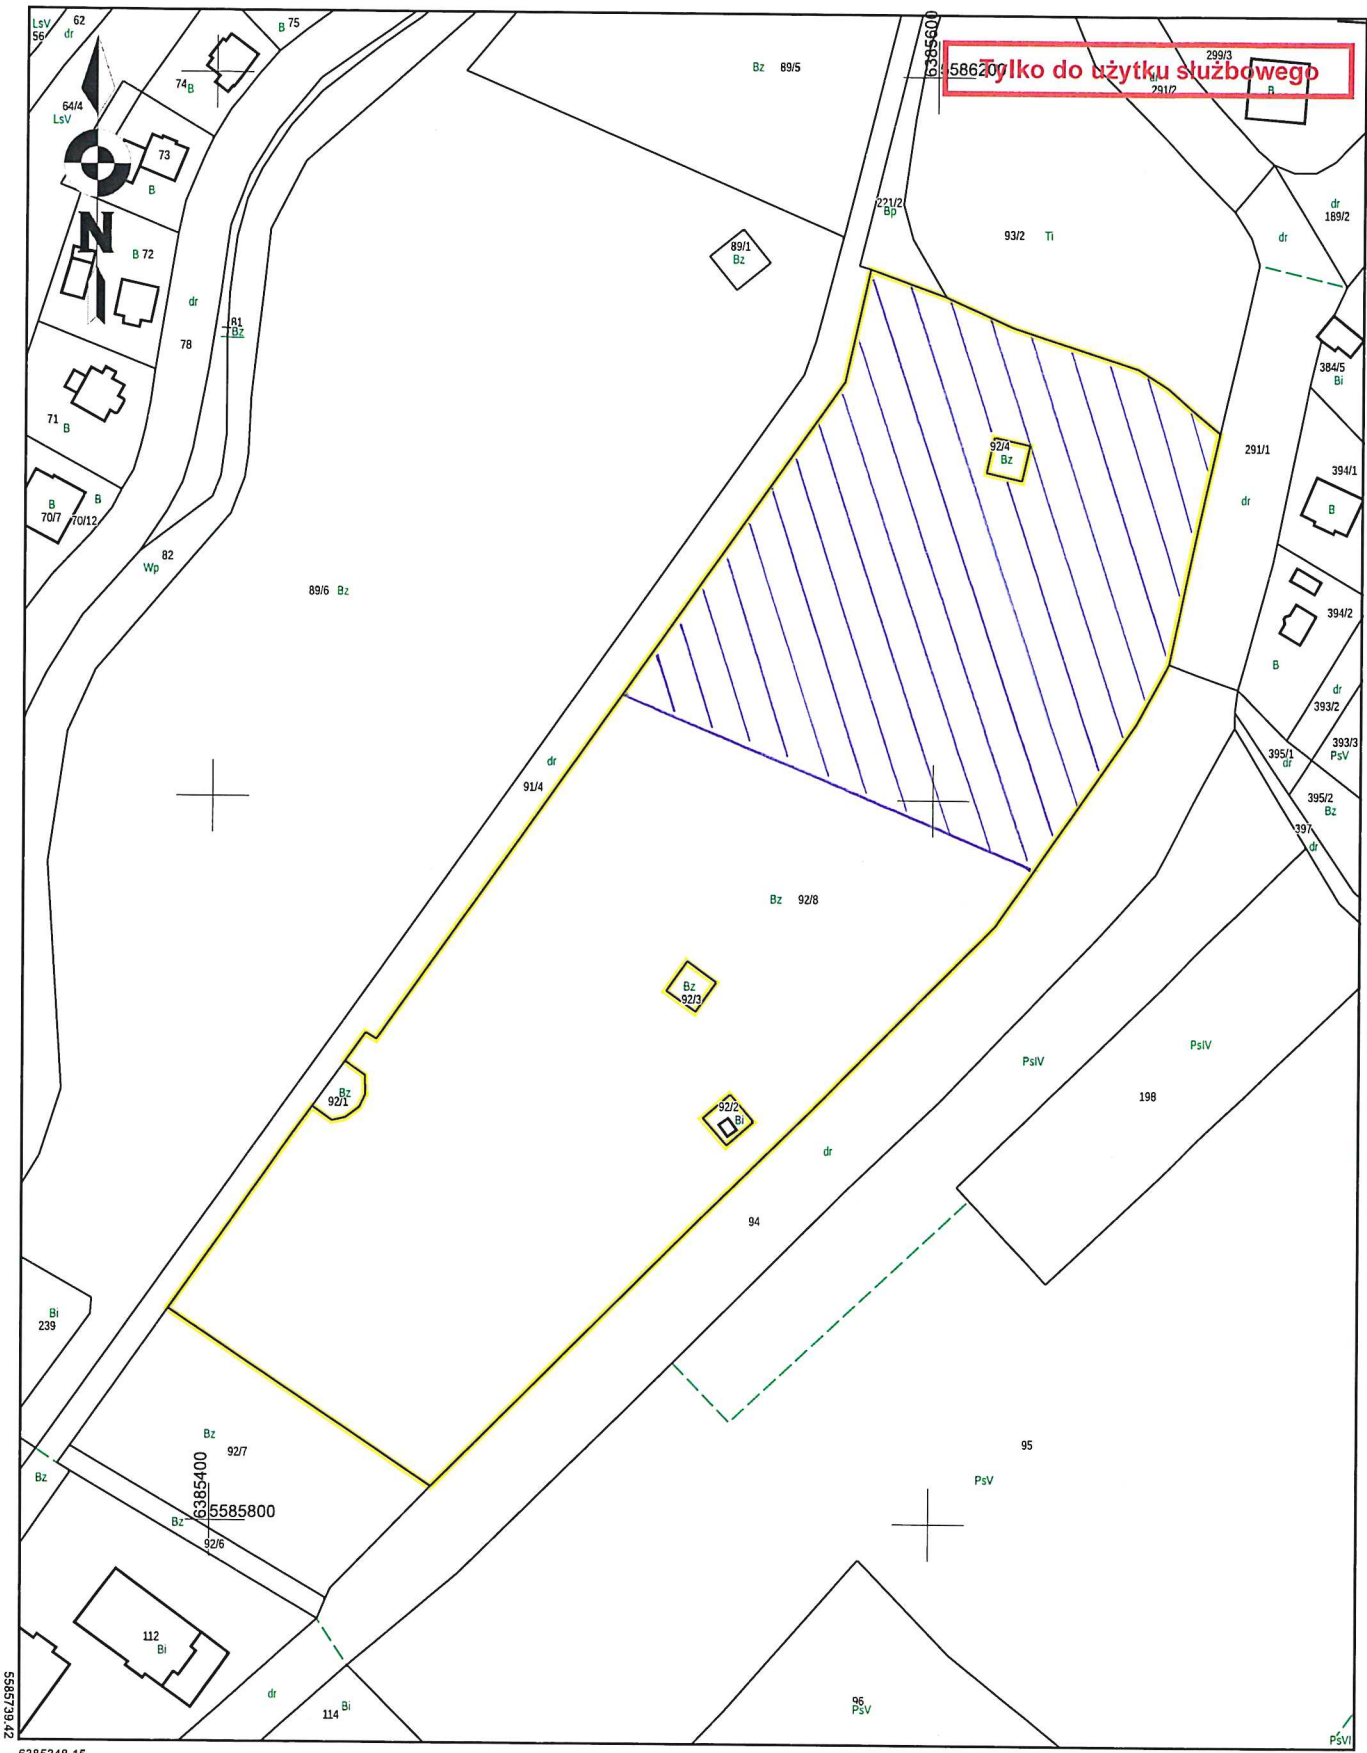 LsV
56
62
dr
B 75
74
B
64/4
LsV
73
B
N
B 72
dr
78
81
Bz
71
B
B
70/7
B
70/12
82
Wp
89/6 Bz
Bz 89/5
89/1
Bz
6385600
5586200
Tylko do użytku służbowego
299/3
291/2
B
221/2
Bp
93/2 Ti
dr
189/2
dr
384/5
Bi
92/4
Bz
291/1
dr
394/1
B
394/2
B
dr
393/2
393/3
PsV
395/1
dr
395/2
Bz
397
dr
dr
91/4
Bz 92/8
Bz
92/3
Bz
92/1
92/2
Bi
dr
94
PsIV
PsIV
198
Bi
239
Bz
92/7
6385400
5585800
Bz
Bz
92/6
95
PsV
112
Bi
dr
114
Bi
96
PsV
PsVI
5585739.42